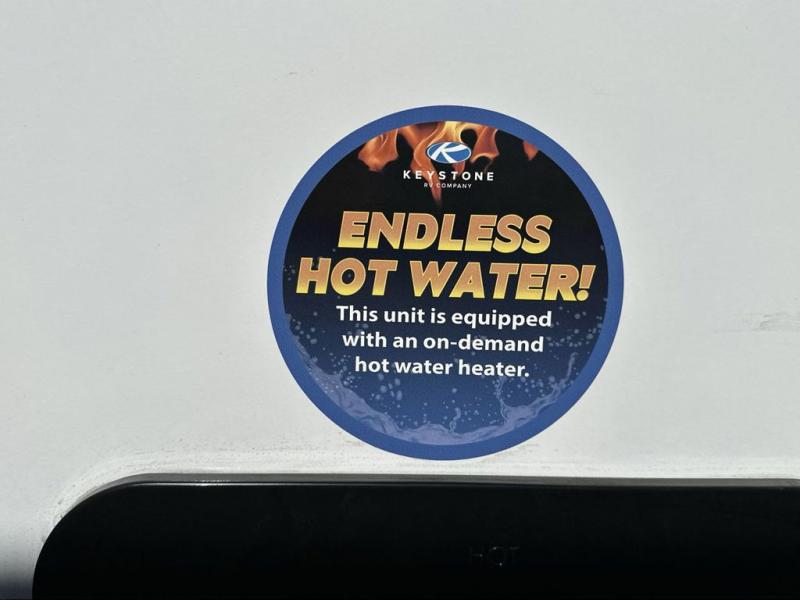 KEYSTONE
RV COMPANY
ENDLESS
HOT WATER!
This unit is equipped
with an on-demand
hot water heater.
HOT